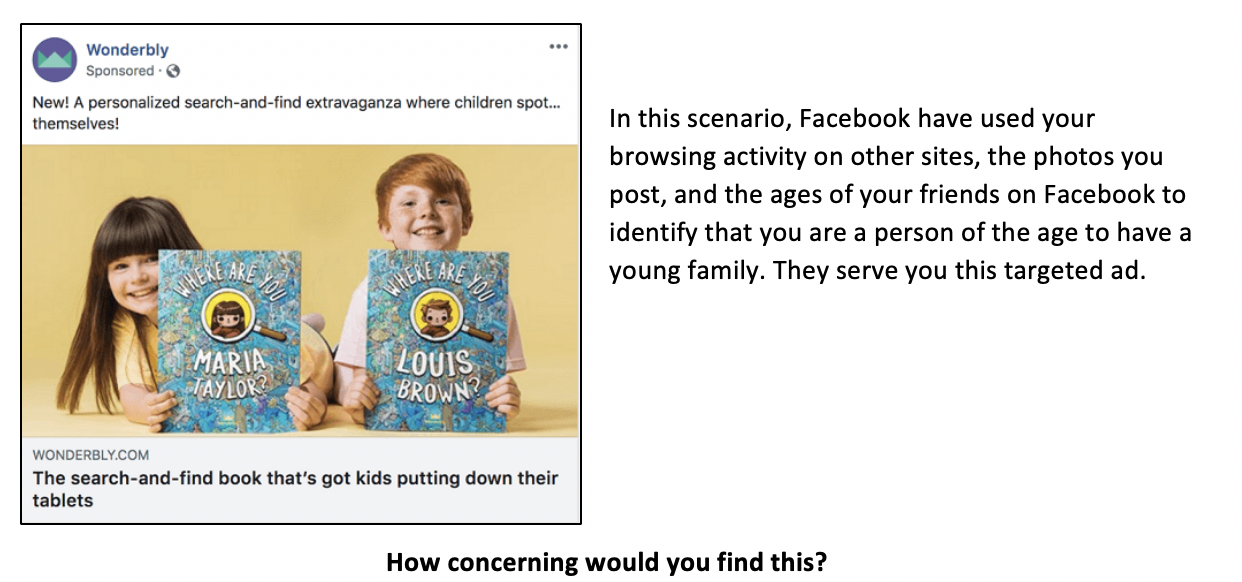 Wonderbly
Sponsored ·
New! A personalized search-and-find extravaganza where children spot...
themselves!
WHERE ARE YOU
MARIA
TAYLOR?
WHERE ARE YOU
LOUIS
BROWN?
WONDERBLY.COM
The search-and-find book that's got kids putting down their
tablets
In this scenario, Facebook have used your
browsing activity on other sites, the photos you
post, and the ages of your friends on Facebook to
identify that you are a person of the age to have a
young family. They serve you this targeted ad.
How concerning would you find this?